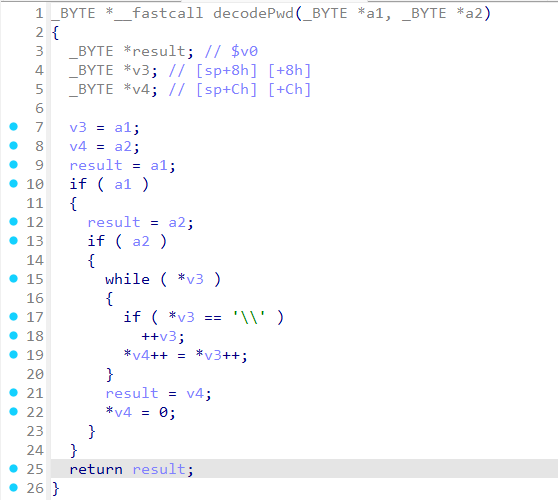 1 _BYTE *__fastcall decodePwd(_BYTE *a1, _BYTE *a2)
2 {
3   _BYTE *result; // $v0
4   _BYTE *v3; // [sp+8h] [+8h]
5   _BYTE *v4; // [sp+Ch] [+Ch]
6
7   v3 = a1;
8   v4 = a2;
9   result = a1;
10   if ( a1 )
11   {
12     result = a2;
13     if ( a2 )
14     {
15       while ( *v3 )
16       {
17         if ( *v3 == '\\' )
18           ++v3;
19         *v4++ = *v3++;
20       }
21       result = v4;
22       *v4 = 0;
23     }
24   }
25   return result;
26 }